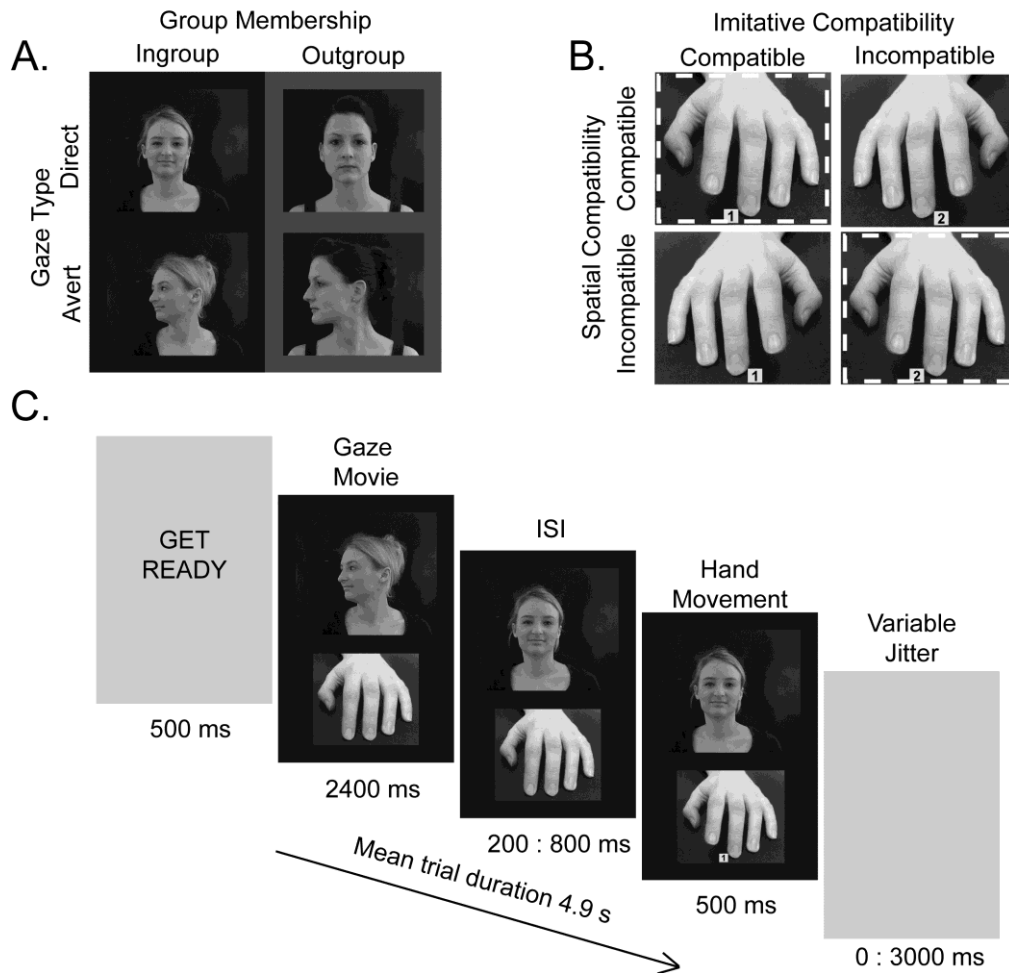 Group Membership
A.
Ingroup
Outgroup
Gaze Type
Direct
Avert
Imitative Compatibility
B.
Compatible
Incompatible
Spatial Compatibility
Compatible
Incompatible
1
2
1
2
C.
GET
READY
500 ms
Gaze
Movie
2400 ms
ISI
200 : 800 ms
Hand
Movement
1
500 ms
Variable
Jitter
0 : 3000 ms
Mean trial duration 4.9 s